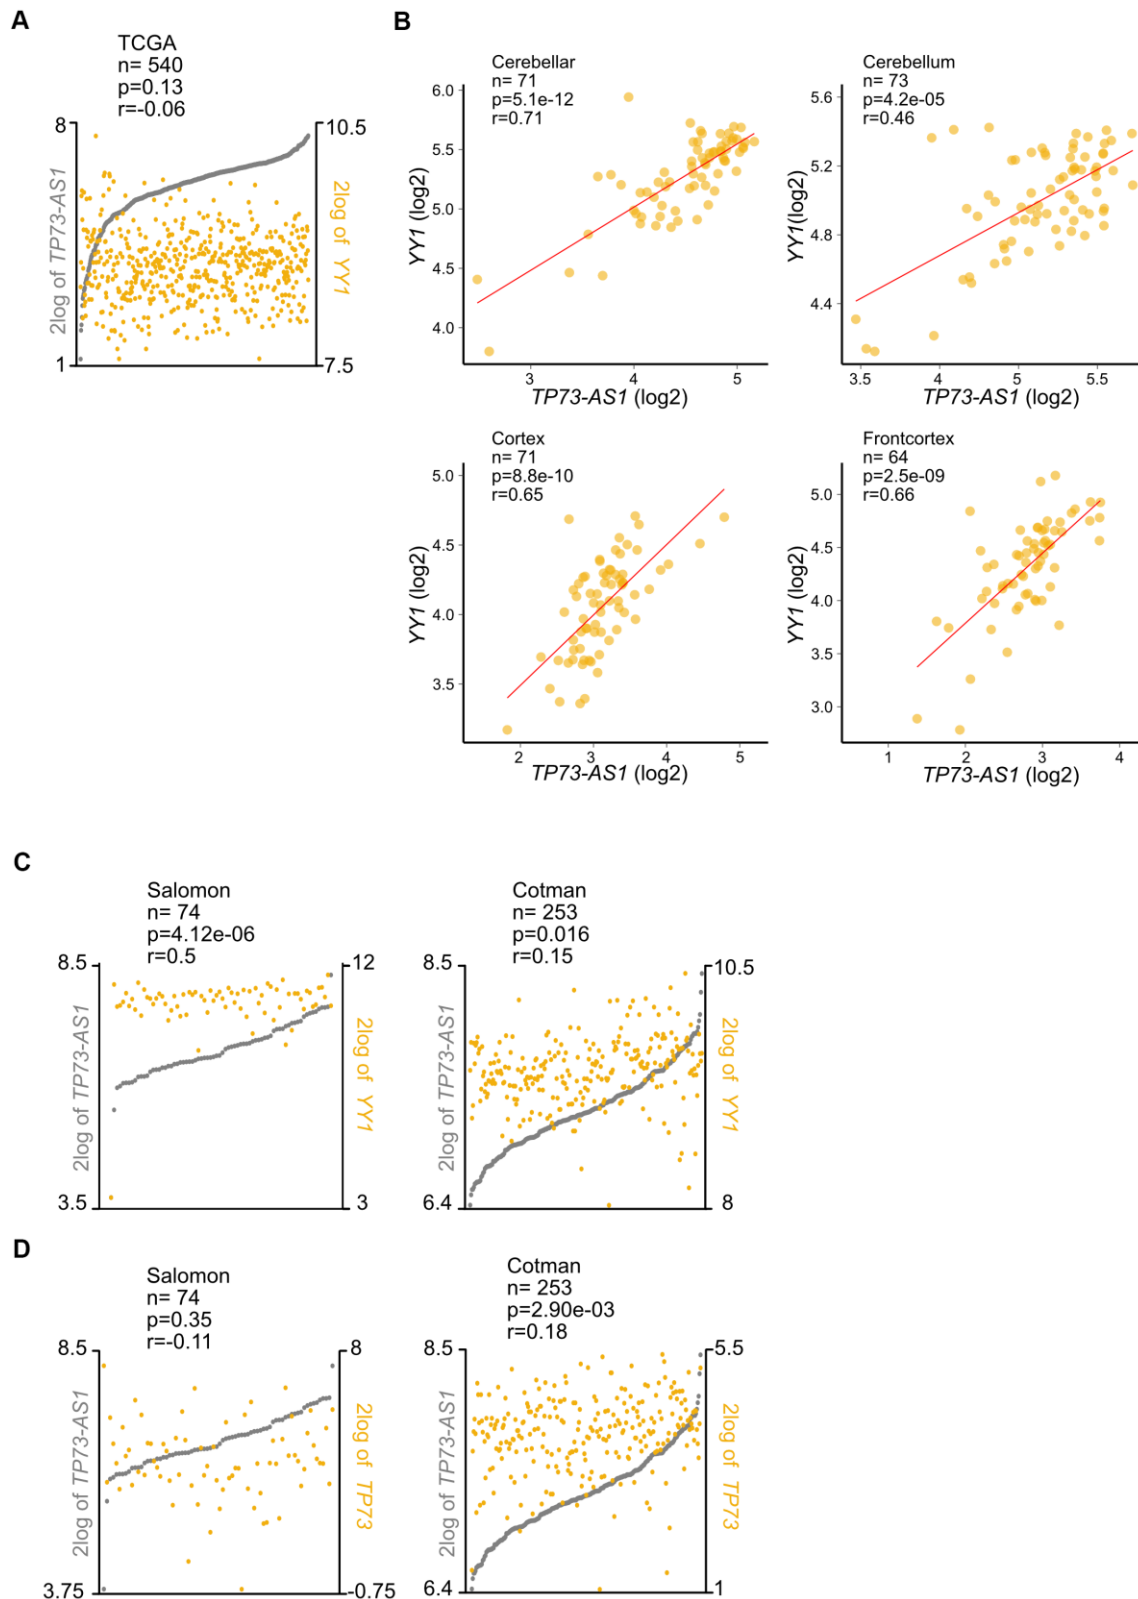 A
TCGA
n= 540
p=0.13
r=-0.06
8
10.5
2log of TP73-AS1
2log of YY1
1
7.5
B
Cerebellar
n= 71
p=5.1e-12
r=0.71
6.0
5.5
5.0
4.5
4.0
YY1 (log2)
3 4 5
TP73-AS1 (log2)
Cerebellum
n= 73
p=4.2e-05
r=0.46
5.6
5.2
4.8
4.4
YY1(log2)
3.5 4 5 5.5
TP73-AS1 (log2)
Cortex
n= 71
p=8.8e-10
r=0.65
5.0
4.5
4.0
3.5
YY1 (log2)
2 3 4 5
TP73-AS1 (log2)
Frontcortex
n= 64
p=2.5e-09
r=0.66
5.0
4.5
4.0
3.5
3.0
YY1 (log2)
1 2 3 4
TP73-AS1 (log2)
C
Salomon
n= 74
p=4.12e-06
r=0.5
8.5
12
2log of TP73-AS1
2log of YY1
3.5
3
Cotman
n= 253
p=0.016
r=0.15
8.5
10.5
2log of TP73-AS1
2log of YY1
6.4
8
D
Salomon
n= 74
p=0.35
r=-0.11
8.5
8
2log of TP73-AS1
2log of TP73
3.75
-0.75
Cotman
n= 253
p=2.90e-03
r=0.18
8.5
5.5
2log of TP73-AS1
2log of TP73
6.4
1